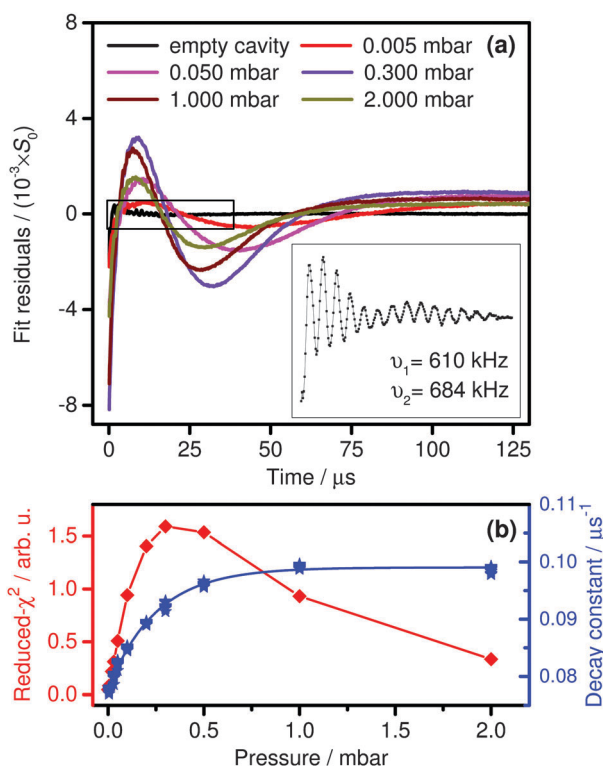 empty cavity 0.005 mbar (a)
0.050 mbar 0.300 mbar
1.000 mbar 2.000 mbar
Fit residuals / (10⁻³×S₀)
8
4
0
-4
-8
υ₁= 610 kHz
υ₂= 684 kHz
0 25 50 75 100 125
Time / μs
(b)
Reduced-χ² / arb. u.
1.5
1.0
0.5
0.0
Decay constant / μs⁻¹
0.11
0.10
0.09
0.08
0.0 0.5 1.0 1.5 2.0
Pressure / mbar